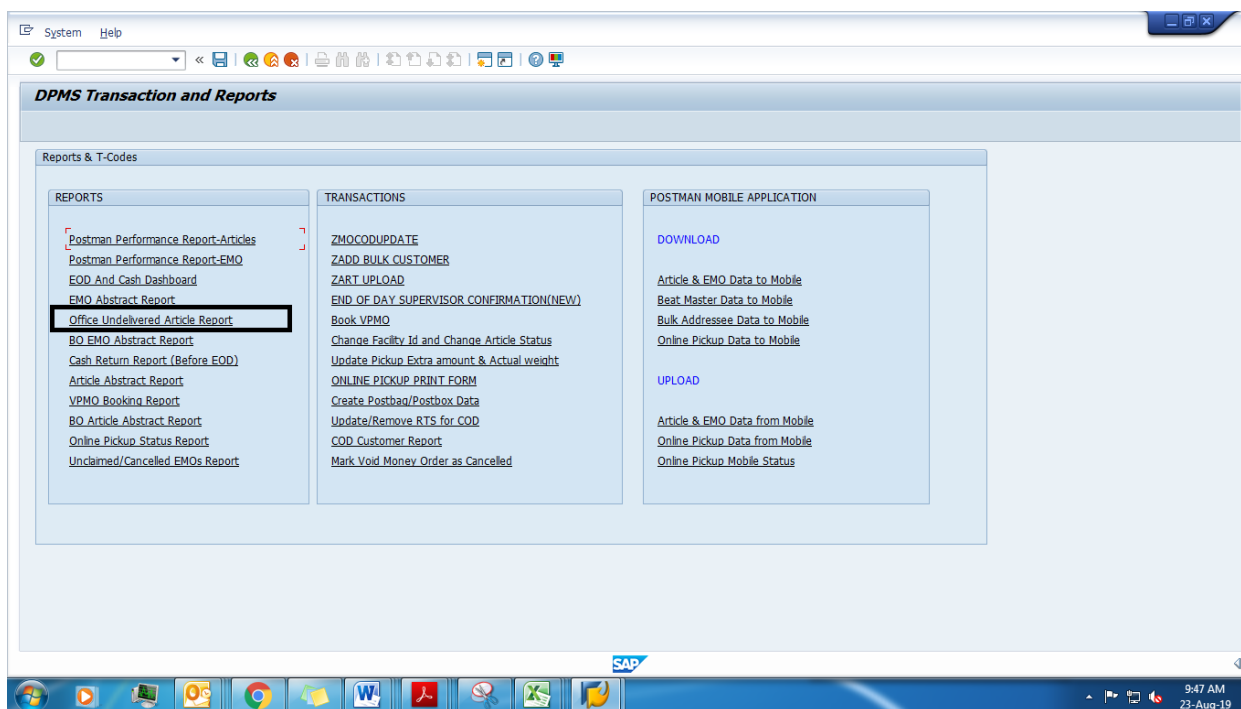 System Help
DPMS Transaction and Reports
Reports & T-Codes
REPORTS
Postman Performance Report-Articles
Postman Performance Report-EMO
EOD And Cash Dashboard
EMO Abstract Report
Office Undelivered Article Report
BO EMO Abstract Report
Cash Return Report (Before EOD)
Article Abstract Report
VPMO Booking Report
BO Article Abstract Report
Online Pickup Status Report
Unclaimed/Cancelled EMOs Report
TRANSACTIONS
ZMOCODUPDATE
ZADD BULK CUSTOMER
ZART UPLOAD
END OF DAY SUPERVISOR CONFIRMATION(NEW)
Book VPMO
Change Facility Id and Change Article Status
Update Pickup Extra amount & Actual weight
ONLINE PICKUP PRINT FORM
Create Postbag/Postbox Data
Update/Remove RTS for COD
COD Customer Report
Mark Void Money Order as Cancelled
POSTMAN MOBILE APPLICATION
DOWNLOAD
Article & EMO Data to Mobile
Beat Master Data to Mobile
Bulk Addressee Data to Mobile
Online Pickup Data to Mobile
UPLOAD
Article & EMO Data from Mobile
Online Pickup Data from Mobile
Online Pickup Mobile Status
SAP
9:47 AM
23-Aug-19